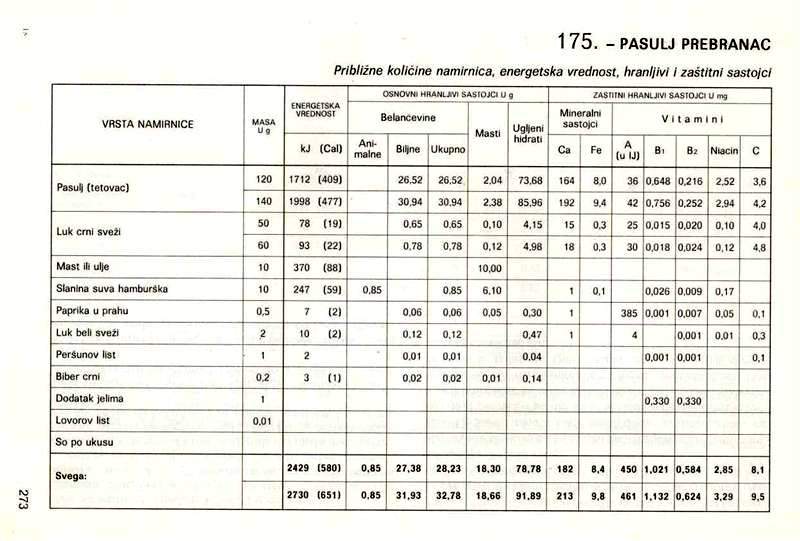 175. – PASULJ PREBRANAC
Približne količine namirnica, energetska vrednost, hranljivi i zaštitni sastojci
VRSTA NAMIRNICE MASA U g ENERGETSKA VREDNOST OSNOVNI HRANLJIVI SASTOJCI U g ZAŠTITNI HRANLJIVI SASTOJCI U mg
Belančevine Masti Ugljeni hidrati Mineralni sastojci Vitamini
kJ (Cal) Ani-malne Biljne Ukupno Ca Fe A (u IJ) B1 B2 Niacin C
Pasulj (tetovac) 120 1712 (409) 26,52 26,52 2,04 73,68 164 8,0 36 0,648 0,216 2,52 3,6
140 1998 (477) 30,94 30,94 2,38 85,96 192 9,4 42 0,756 0,252 2,94 4,2
Luk crni sveži 50 78 (19) 0,65 0,65 0,10 4,15 15 0,3 25 0,015 0,020 0,10 4,0
60 93 (22) 0,78 0,78 0,12 4,98 18 0,3 30 0,018 0,024 0,12 4,8
Mast ili ulje 10 370 (88) 10,00
Slanina suva hamburška 10 247 (59) 0,85 0,85 6,10 1 0,1 0,026 0,009 0,17
Paprika u prahu 0,5 7 (2) 0,06 0,06 0,05 0,30 1 385 0,001 0,007 0,05 0,1
Luk beli sveži 2 10 (2) 0,12 0,12 0,47 1 4 0,001 0,01 0,3
Peršunov list 1 2 0,01 0,01 0,04 0,001 0,001 0,1
Biber crni 0,2 3 (1) 0,02 0,02 0,01 0,14
Dodatak jelima 1 0,330 0,330
Lovorov list 0,01
So po ukusu
Svega: 2429 (580) 0,85 27,38 28,23 18,30 78,78 182 8,4 450 1,021 0,584 2,85 8,1
2730 (651) 0,85 31,93 32,78 18,66 91,89 213 9,8 461 1,132 0,624 3,29 9,5
273